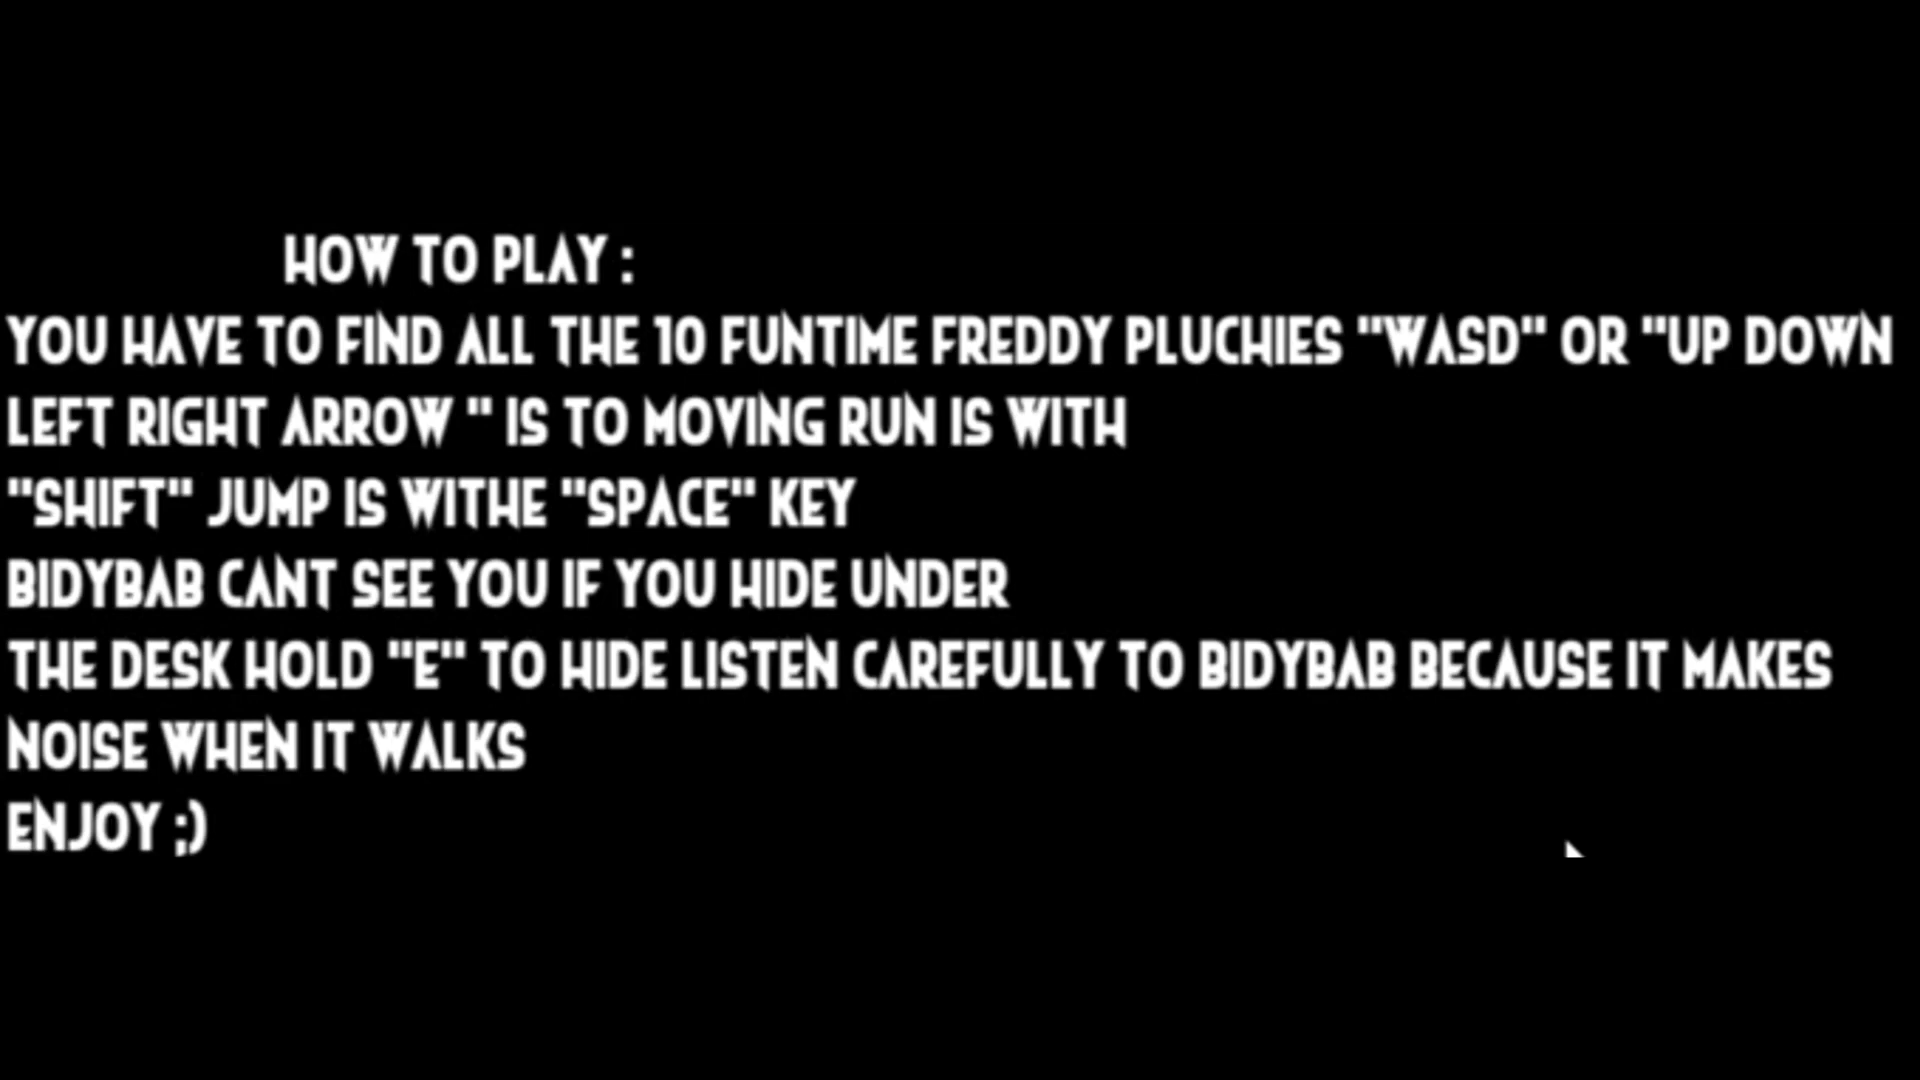 HOW TO PLAY :
YOU HAVE TO FIND ALL THE 10 FUNTIME FREDDY PLUCHIES "WASD" OR "UP DOWN
LEFT RIGHT ARROW " IS TO MOVING RUN IS WITH
"SHIFT" JUMP IS WITHE "SPACE" KEY
BIDYBAB CANT SEE YOU IF YOU HIDE UNDER
THE DESK HOLD "E" TO HIDE LISTEN CAREFULLY TO BIDYBAB BECAUSE IT MAKES
NOISE WHEN IT WALKS
ENJOY ;)